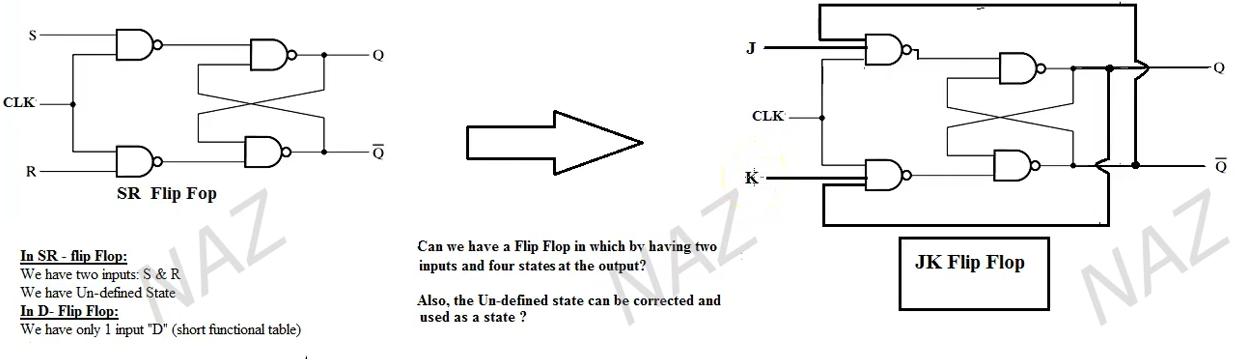 S
CLK
R
Q
Q̅
SR Flip Fop
In SR - flip Flop:
We have two inputs: S & R
We have Un-defined State
In D- Flip Flop:
We have only 1 input "D" (short functional table)
Can we have a Flip Flop in which by having two
inputs and four states at the output?
Also, the Un-defined state can be corrected and
used as a state ?
J
CLK
K
Q
Q̅
JK Flip Flop
NAZ
NAZ
NAZ